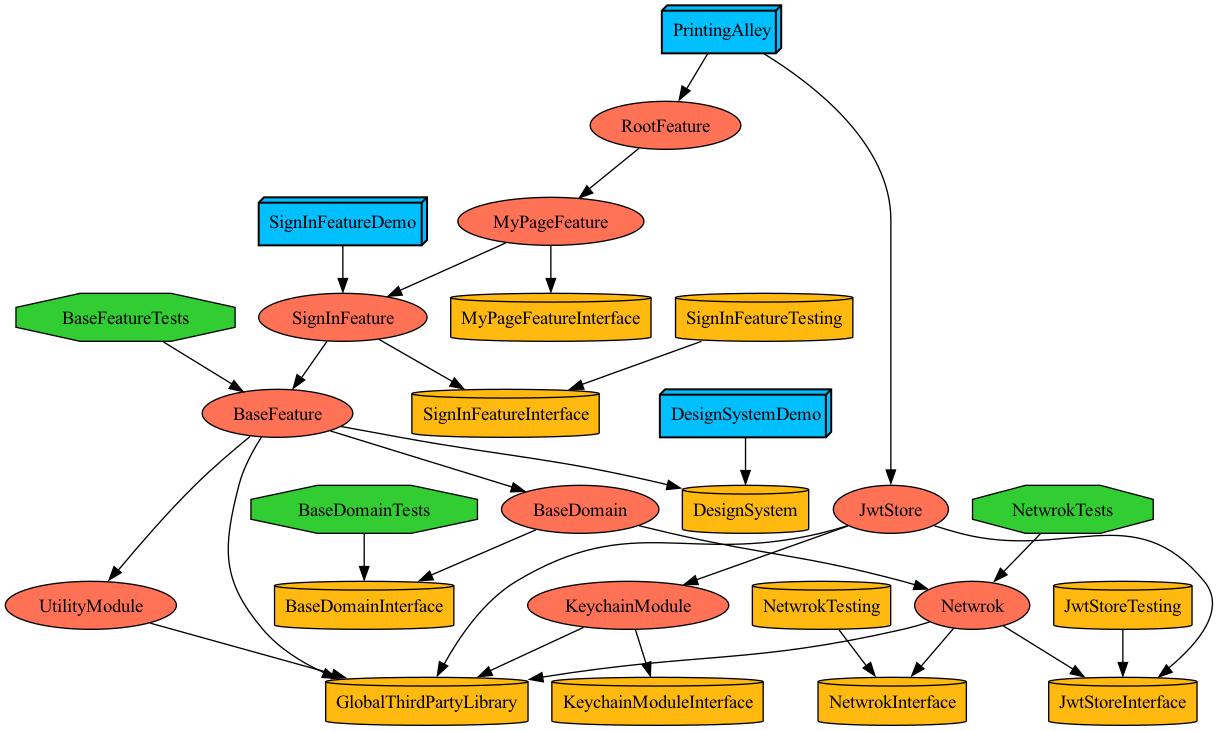 PrintingAlley
RootFeature
SignInFeatureDemo
MyPageFeature
BaseFeatureTests
SignInFeature
MyPageFeatureInterface
SignInFeatureTesting
BaseFeature
SignInFeatureInterface
DesignSystemDemo
BaseDomainTests
BaseDomain
DesignSystem
JwtStore
NetwrokTests
UtilityModule
BaseDomainInterface
KeychainModule
NetwrokTesting
Netwrok
JwtStoreTesting
GlobalThirdPartyLibrary
KeychainModuleInterface
NetwrokInterface
JwtStoreInterface